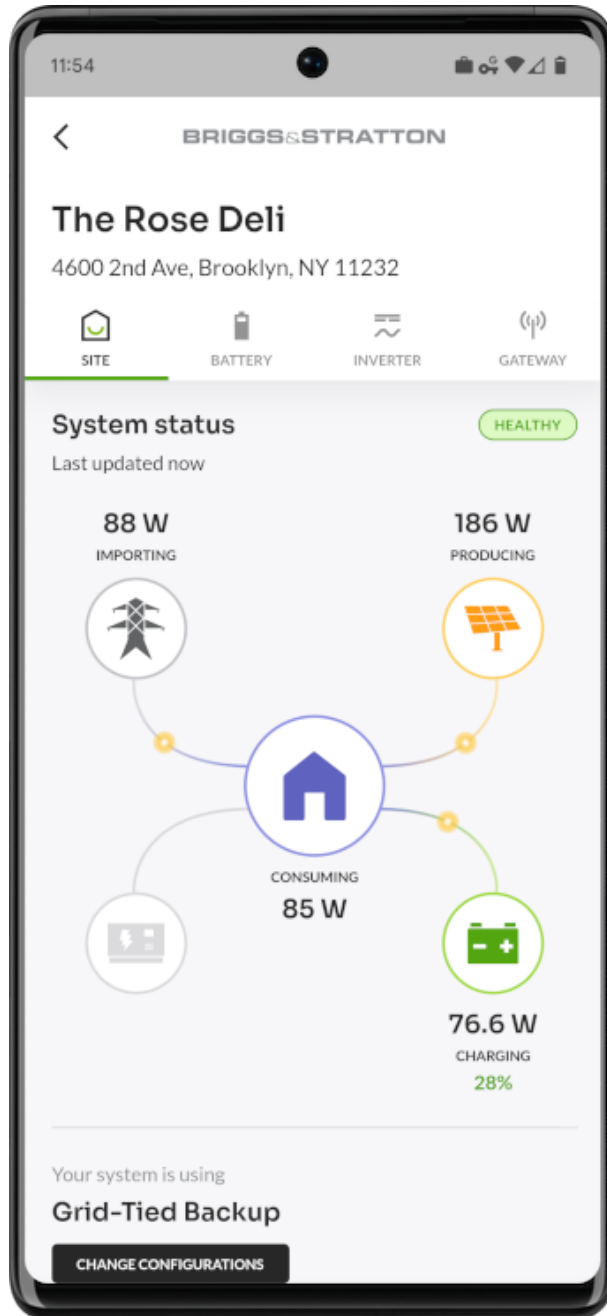 11:54
G
BRIGGS&STRATTON
The Rose Deli
4600 2nd Ave, Brooklyn, NY 11232
SITE
BATTERY
INVERTER
GATEWAY
System status
HEALTHY
Last updated now
88 W
IMPORTING
186 W
PRODUCING
CONSUMING
85 W
76.6 W
CHARGING
28%
Your system is using
Grid-Tied Backup
CHANGE CONFIGURATIONS